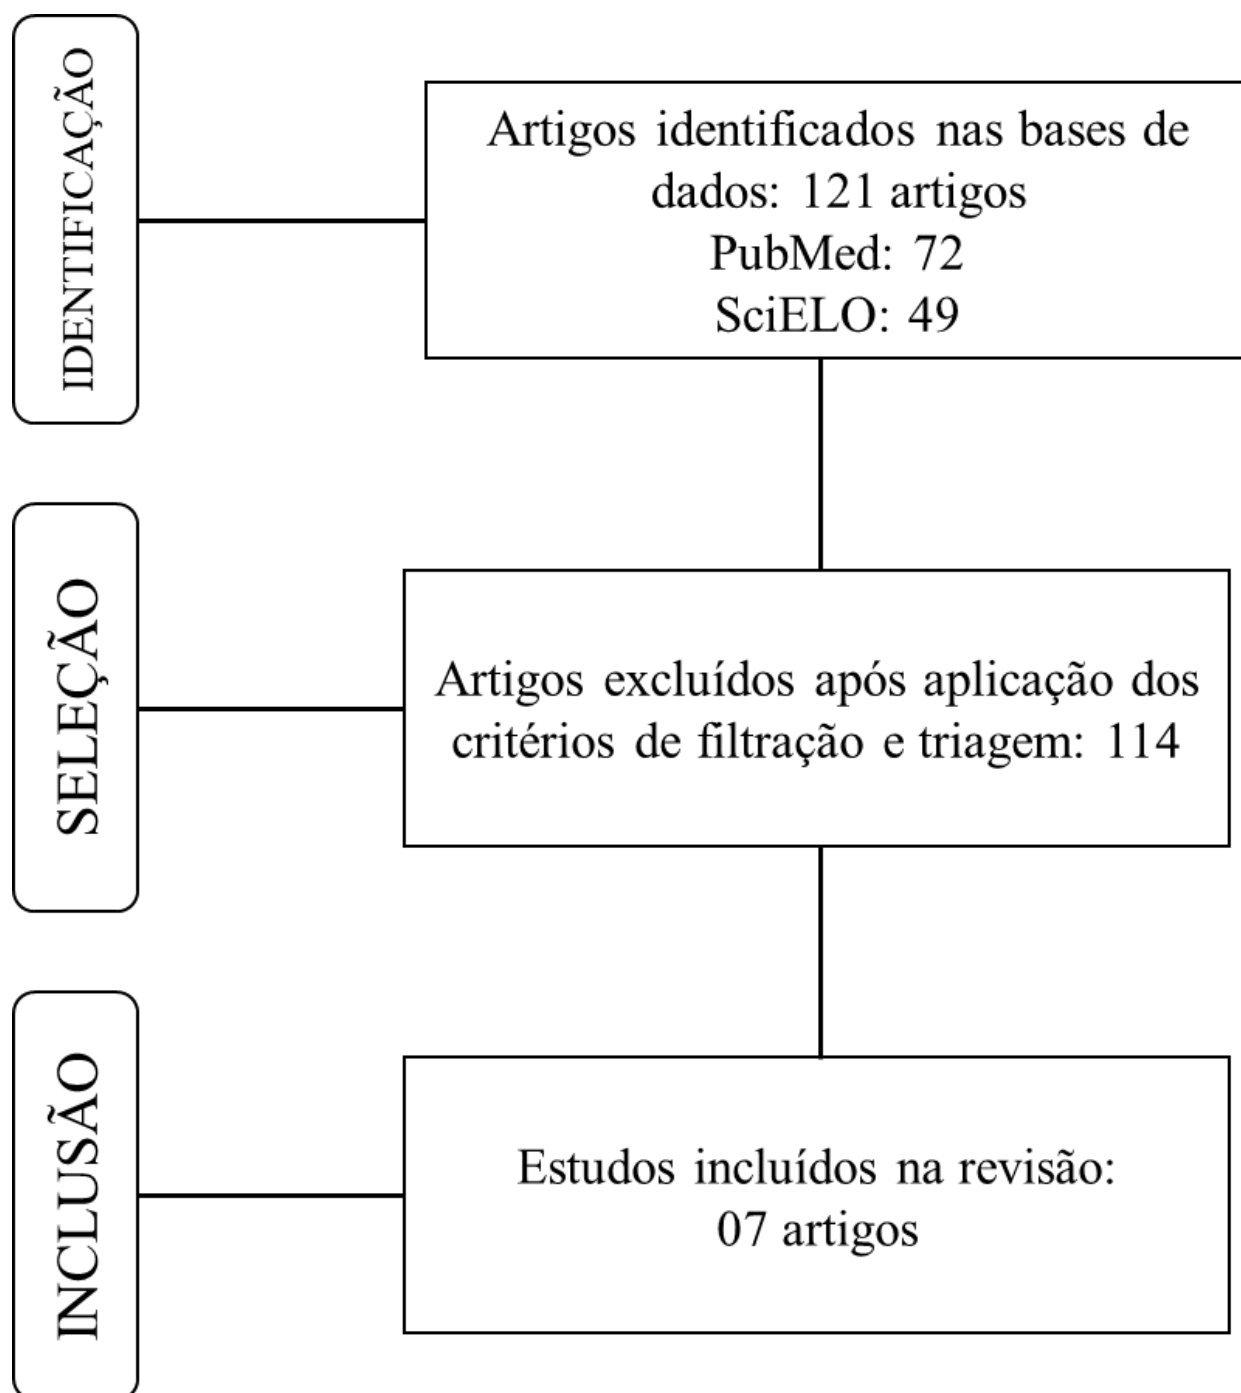 IDENTIFICAÇÃO
Artigos identificados nas bases de
dados: 121 artigos
PubMed: 72
SciELO: 49
SELEÇÃO
Artigos excluídos após aplicação dos
critérios de filtração e triagem: 114
INCLUSÃO
Estudos incluídos na revisão:
07 artigos